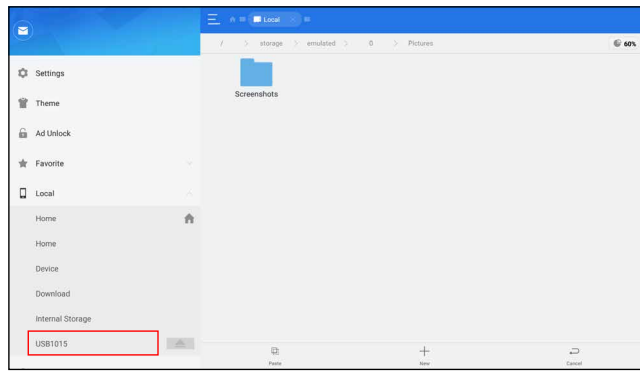 Local
/ > storage > emulated > 0 > Pictures
60%
Settings
Theme
Ad Unlock
Favorite
Local
Home
Home
Device
Download
Internal Storage
USB1015
Screenshots
Paste
New
Cancel